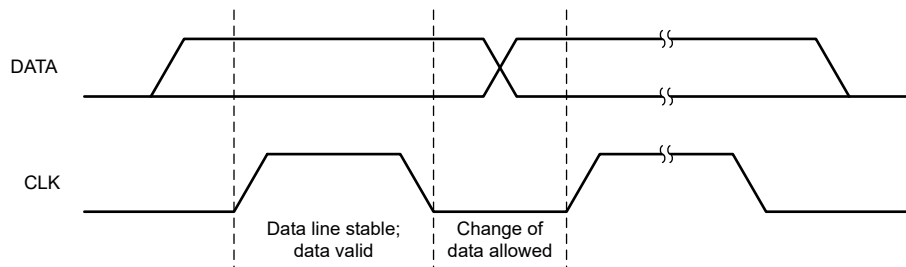 DATA
CLK
Data line stable;
data valid
Change of
data allowed